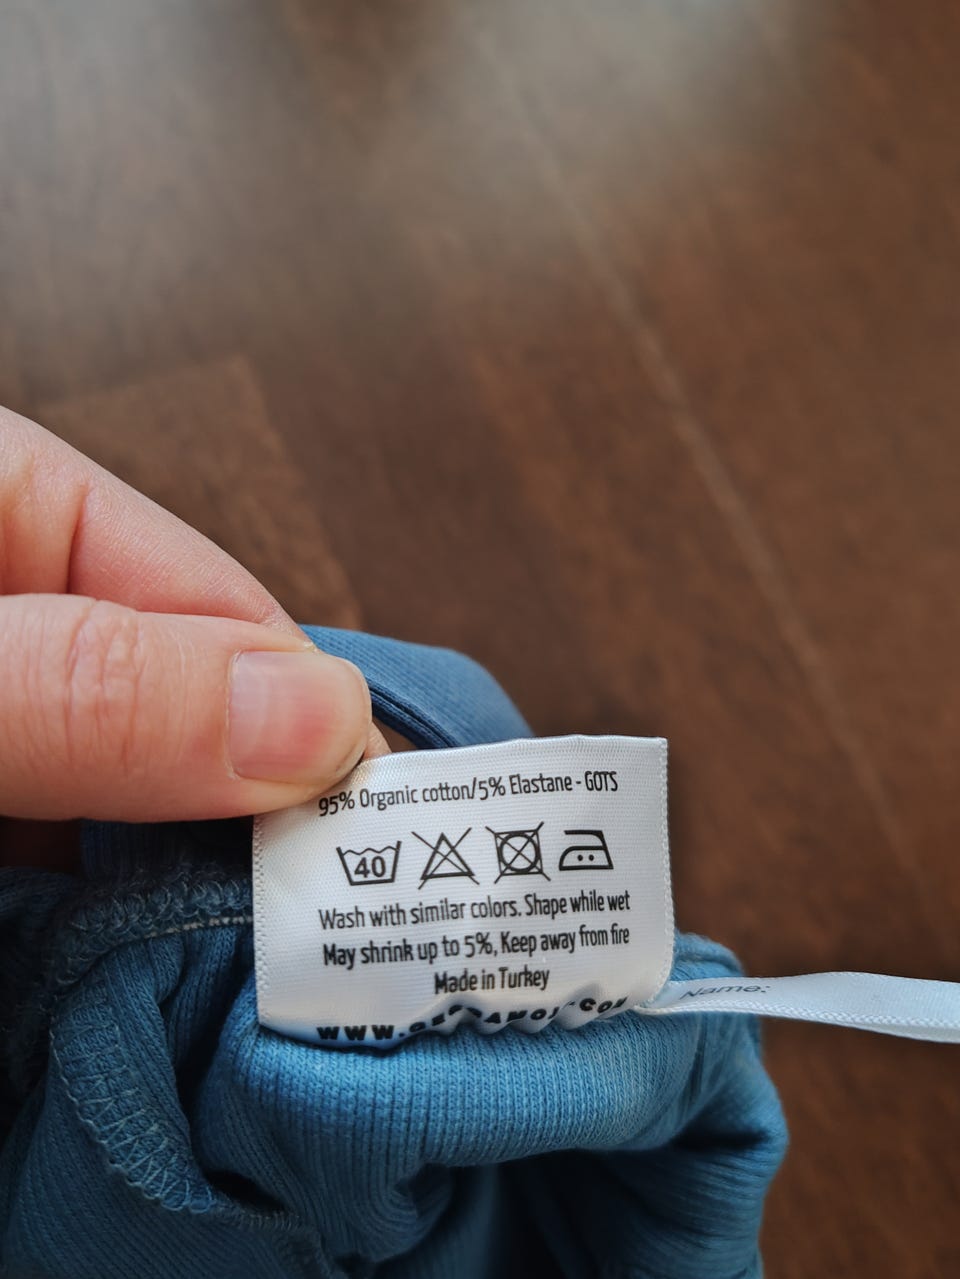 95% Organic cotton/5% Elastane - GOTS
40
Wash with similar colors. Shape while wet
May shrink up to 5%, Keep away from fire
Made in Turkey
Name: